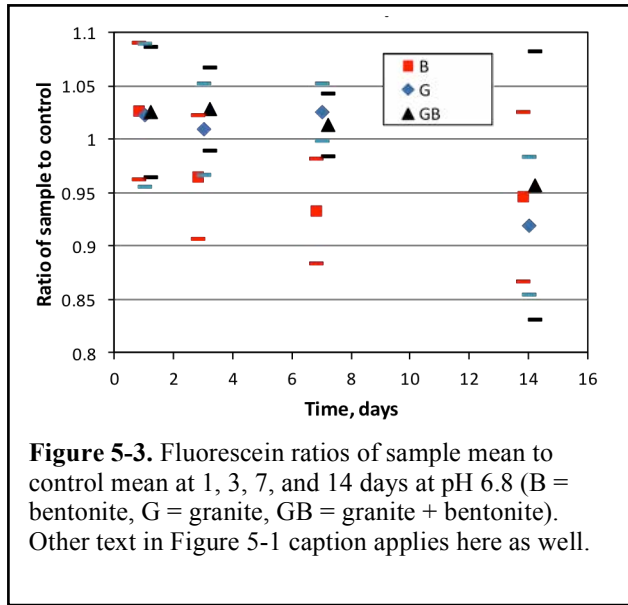 1.1
1.05
1
0.95
0.9
0.85
0.8
Ratio of sample to control
B
G
GB
0 2 4 6 8 10 12 14 16
Time, days
Figure 5-3. Fluorescein ratios of sample mean to
control mean at 1, 3, 7, and 14 days at pH 6.8 (B =
bentonite, G = granite, GB = granite + bentonite).
Other text in Figure 5-1 caption applies here as well.